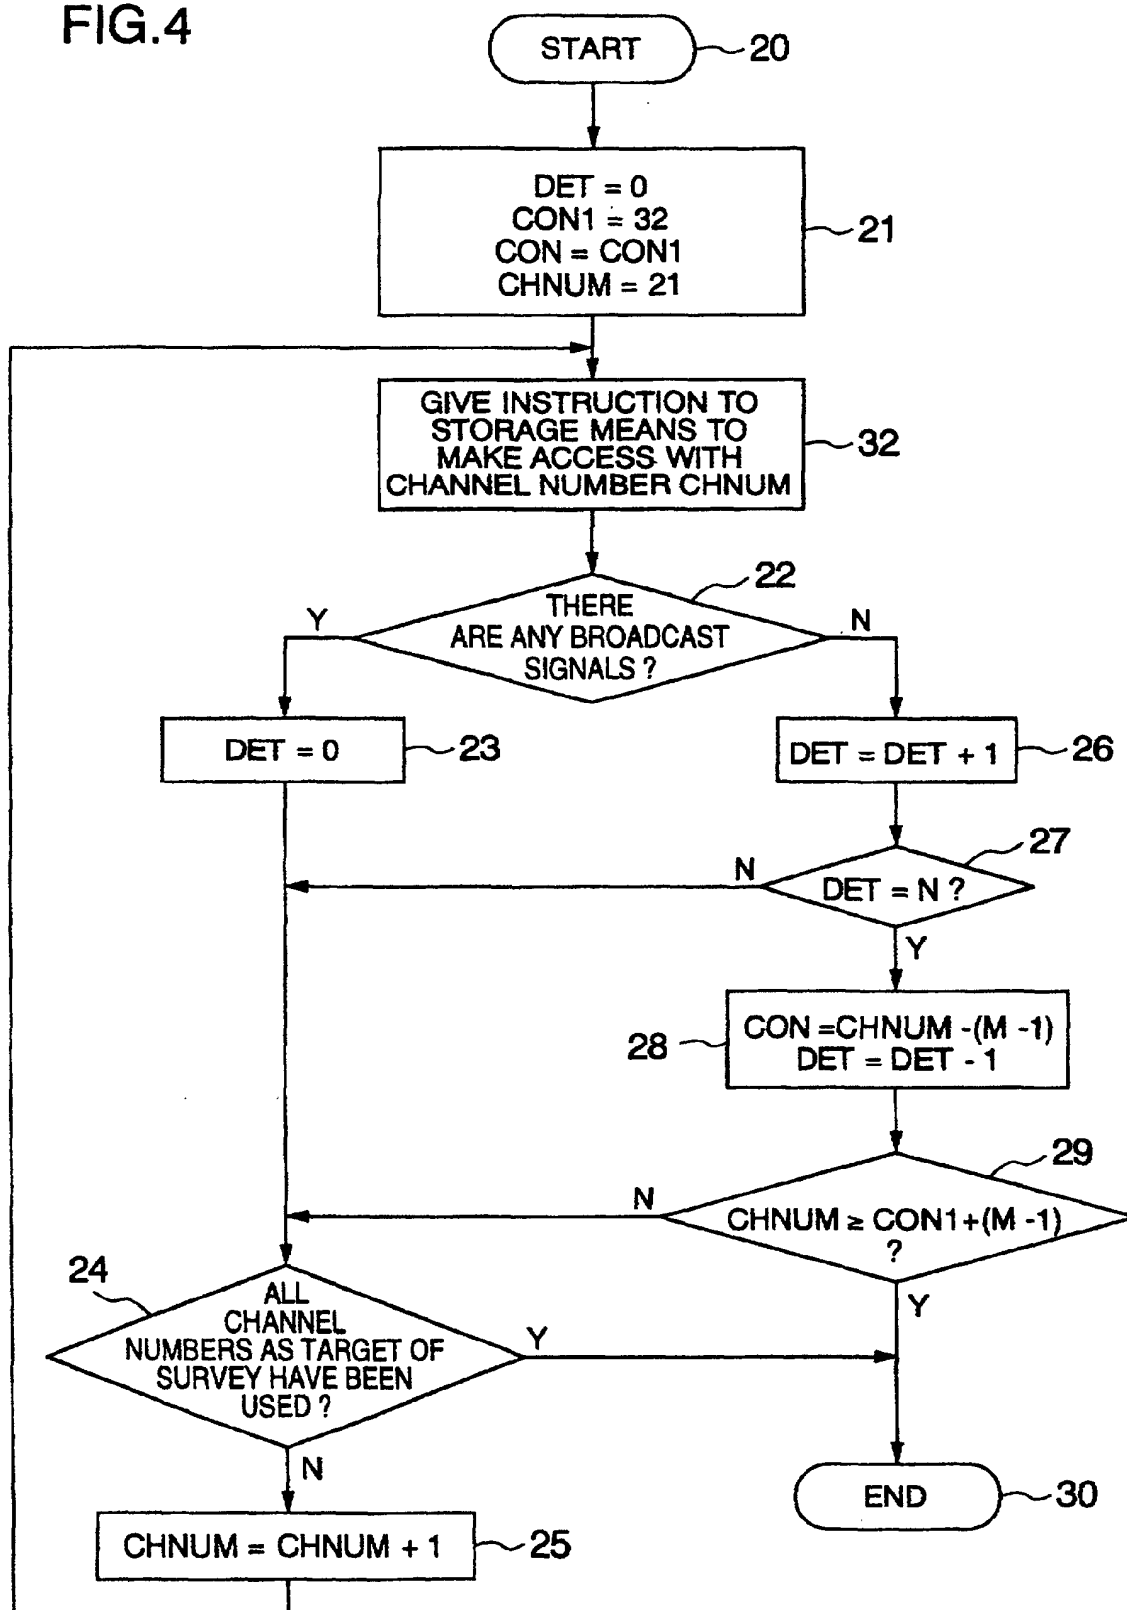 FIG.4
START
20
DET = 0
CON1 = 32
CON = CON1
CHNUM = 21
21
GIVE INSTRUCTION TO
STORAGE MEANS TO
MAKE ACCESS WITH
CHANNEL NUMBER CHNUM
32
22
THERE
ARE ANY BROADCAST
SIGNALS ?
Y
N
DET = 0
23
DET = DET + 1
26
27
DET = N ?
N
Y
CON =CHNUM -(M -1)
DET = DET - 1
28
29
CHNUM ≥ CON1+(M -1)
?
N
Y
24
ALL
CHANNEL
NUMBERS AS TARGET OF
SURVEY HAVE BEEN
USED ?
Y
N
END
30
CHNUM = CHNUM + 1
25